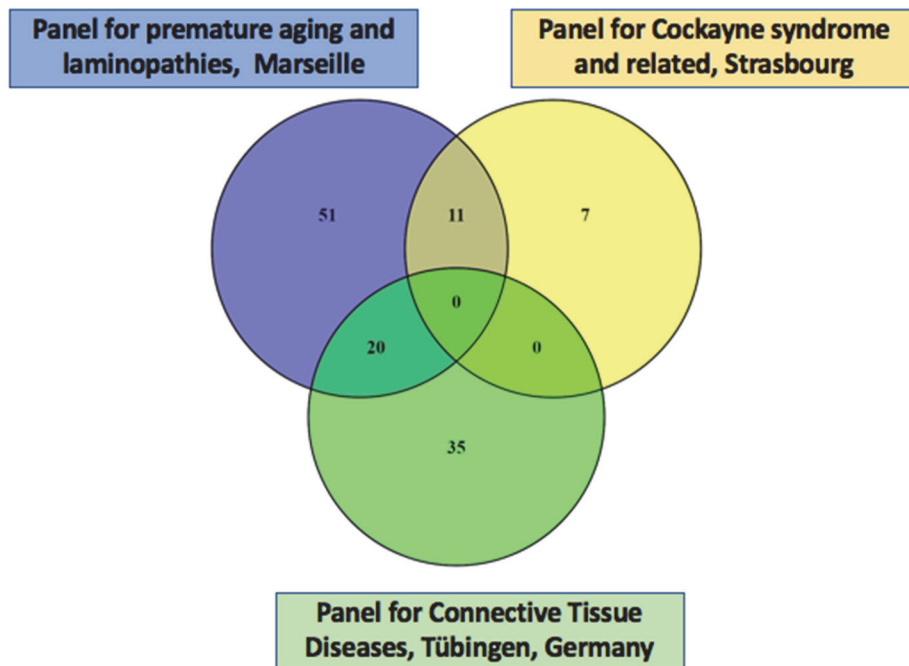 Panel for premature aging and
laminopathies, Marseille
Panel for Cockayne syndrome
and related, Strasbourg
51
11
7
0
20
0
35
Panel for Connective Tissue
Diseases, Tübingen, Germany